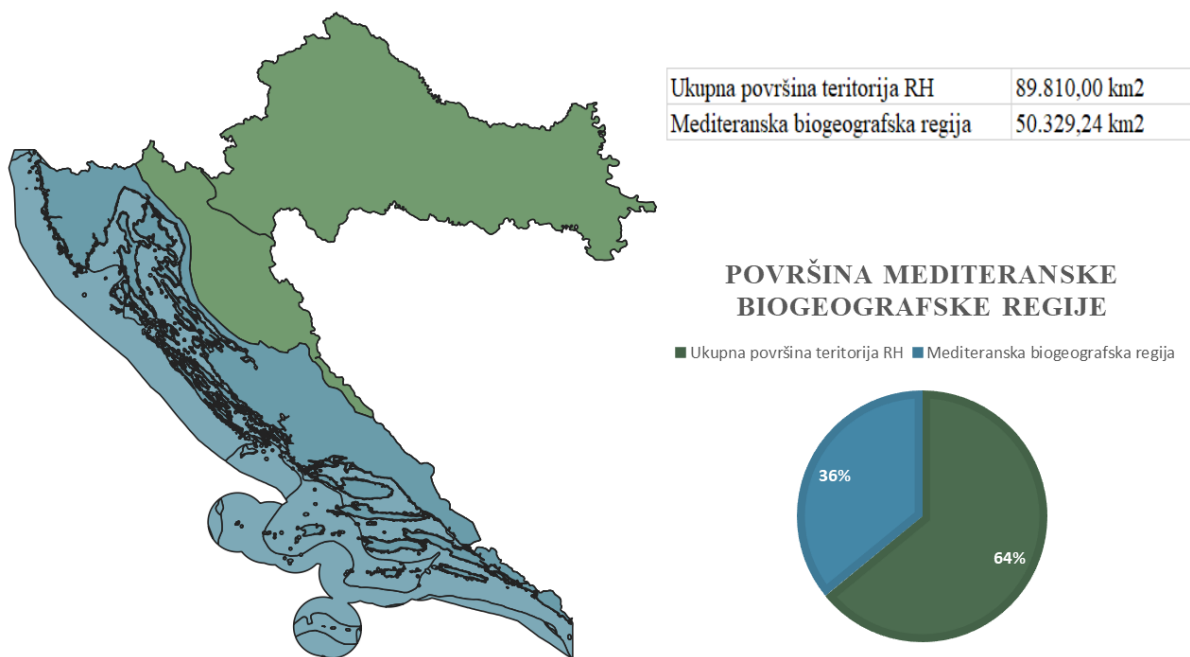 Ukupna površina teritorija RH 89.810,00 km2
Mediteranska biogeografska regija 50.329,24 km2
POVRŠINA MEDITERANSKE
BIOGEOGRAFSKE REGIJE
Ukupna površina teritorija RH Mediteranska biogeografska regija
36%
64%